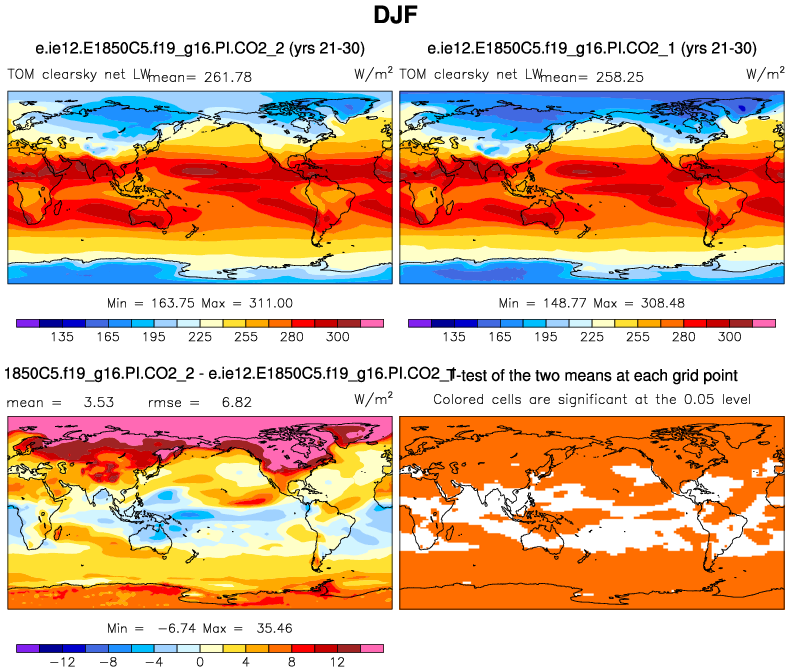 DJF
e.ie12.E1850C5.f19_g16.PI.CO2_2 (yrs 21-30)
e.ie12.E1850C5.f19_g16.PI.CO2_1 (yrs 21-30)
TOM clearsky net LW mean= 261.78 W/m²
TOM clearsky net LW mean= 258.25 W/m²
Min = 163.75 Max = 311.00
Min = 148.77 Max = 308.48
135 165 195 225 255 280 300
135 165 195 225 255 280 300
1850C5.f19_g16.PI.CO2_2 - e.ie12.E1850C5.f19_g16.PI.CO2_1
T-test of the two means at each grid point
mean = 3.53 rmse = 6.82 W/m²
Colored cells are significant at the 0.05 level
Min = -6.74 Max = 35.46
-12 -8 -4 0 4 8 12